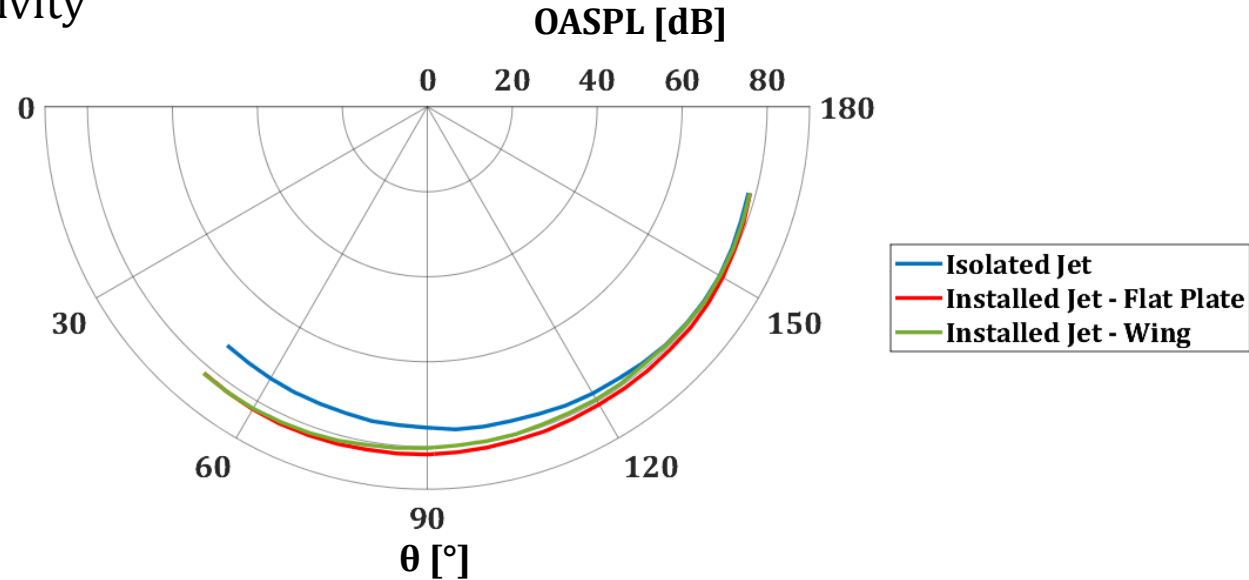 OASPL [dB]
0 20 40 60 80
0 180
30 150
60 120
90
θ [°]
Isolated Jet
Installed Jet - Flat Plate
Installed Jet - Wing